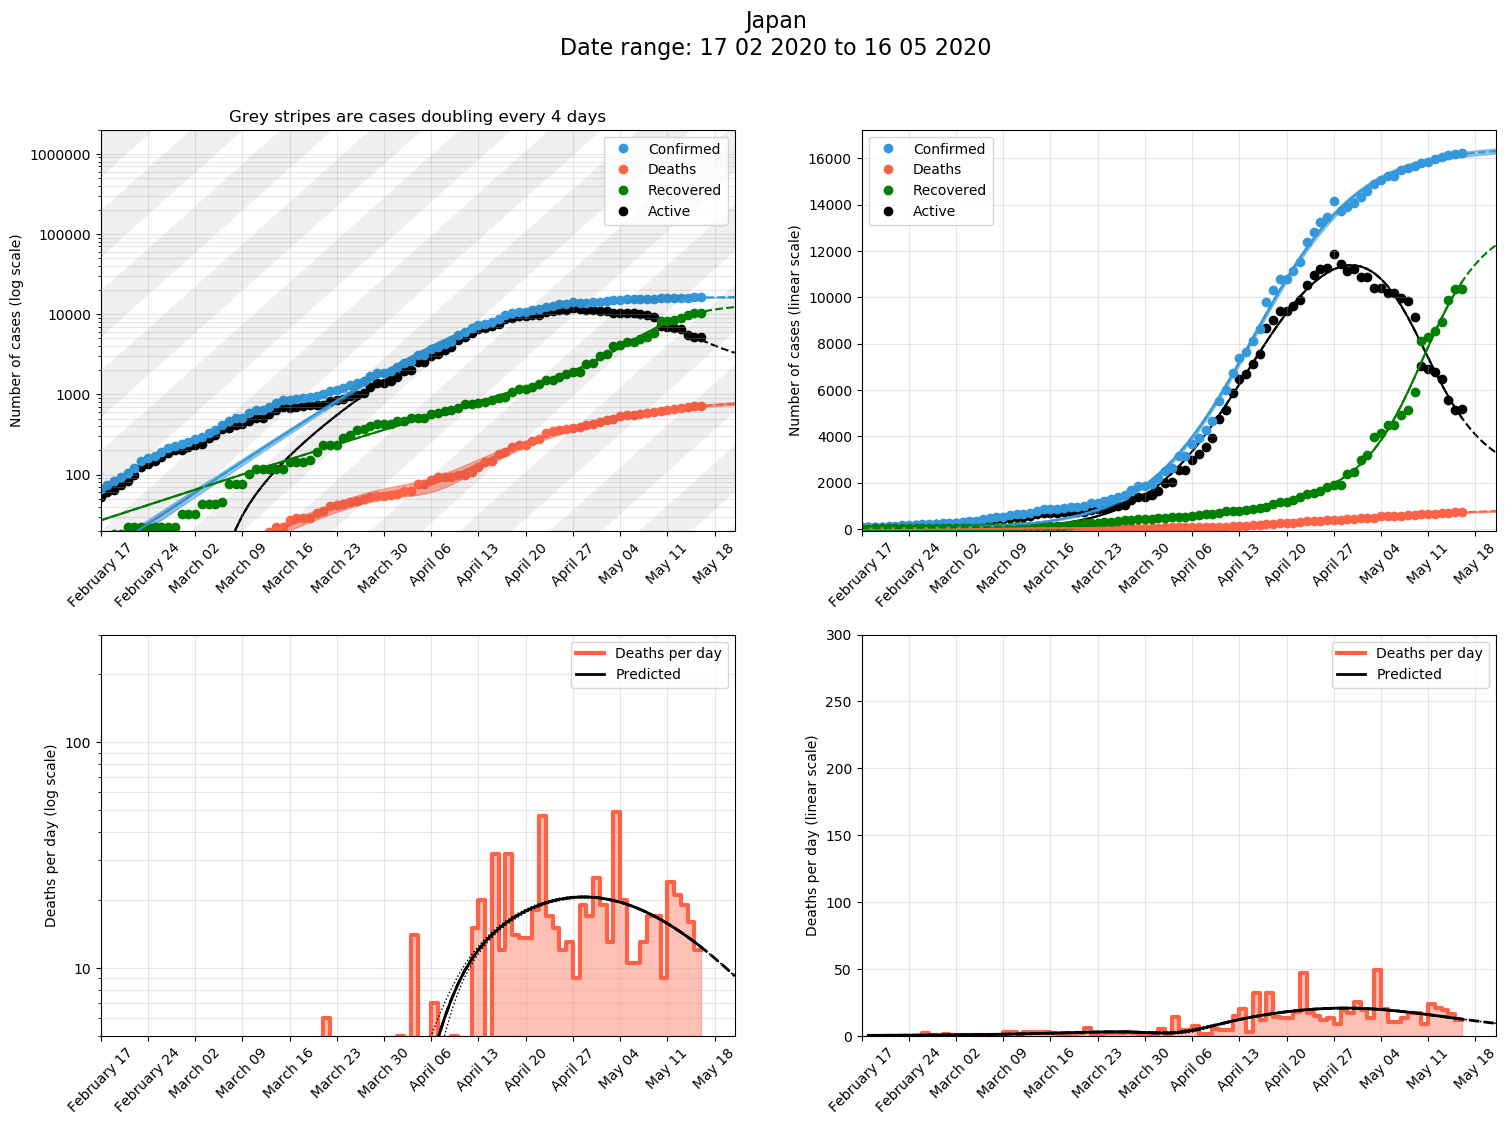 Japan
Date range: 17 02 2020 to 16 05 2020
Grey stripes are cases doubling every 4 days
Number of cases (log scale)
1000000
100000
10000
1000
100
Confirmed
Deaths
Recovered
Active
February 17
February 24
March 02
March 09
March 16
March 23
March 30
April 06
April 13
April 20
April 27
May 04
May 11
May 18
Number of cases (linear scale)
16000
14000
12000
10000
8000
6000
4000
2000
0
Confirmed
Deaths
Recovered
Active
February 17
February 24
March 02
March 09
March 16
March 23
March 30
April 06
April 13
April 20
April 27
May 04
May 11
May 18
Deaths per day (log scale)
100
10
Deaths per day
Predicted
February 17
February 24
March 02
March 09
March 16
March 23
March 30
April 06
April 13
April 20
April 27
May 04
May 11
May 18
Deaths per day (linear scale)
300
250
200
150
100
50
0
Deaths per day
Predicted
February 17
February 24
March 02
March 09
March 16
March 23
March 30
April 06
April 13
April 20
April 27
May 04
May 11
May 18